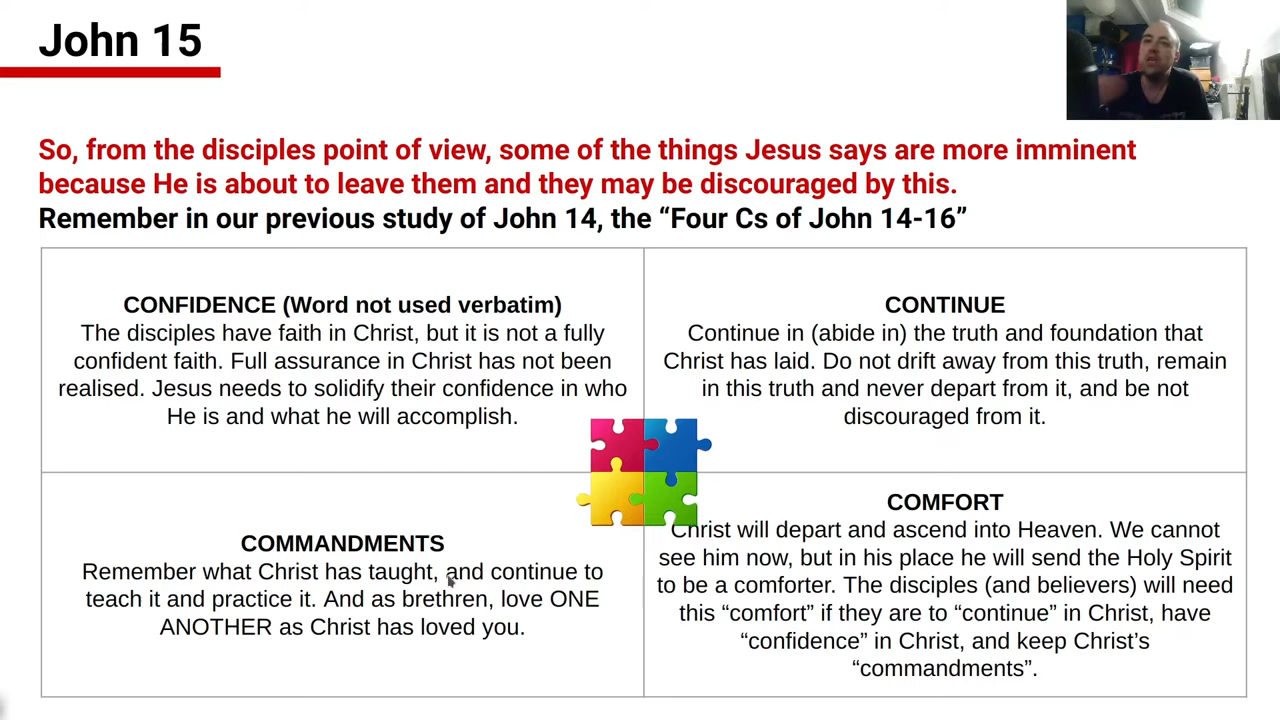 John 15
So, from the disciples point of view, some of the things Jesus says are more imminent
because He is about to leave them and they may be discouraged by this.
Remember in our previous study of John 14, the “Four Cs of John 14-16”
CONFIDENCE (Word not used verbatim)
The disciples have faith in Christ, but it is not a fully
confident faith. Full assurance in Christ has not been
realised. Jesus needs to solidify their confidence in who
He is and what he will accomplish.
CONTINUE
Continue in (abide in) the truth and foundation that
Christ has laid. Do not drift away from this truth, remain
in this truth and never depart from it, and be not
discouraged from it.
COMMANDMENTS
Remember what Christ has taught, and continue to
teach it and practice it. And as brethren, love ONE
ANOTHER as Christ has loved you.
COMFORT
Christ will depart and ascend into Heaven. We cannot
see him now, but in his place he will send the Holy Spirit
to be a comforter. The disciples (and believers) will need
this “comfort” if they are to “continue” in Christ, have
“confidence” in Christ, and keep Christ’s
“commandments”.